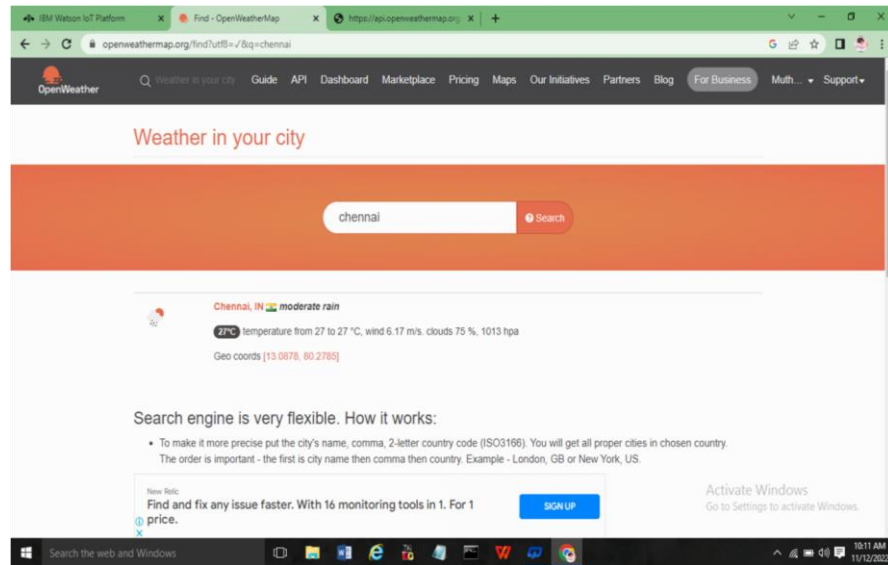 IBM Watson IoT Platform
Find - OpenWeatherMap
https://api.openweathermap.org
openweathermap.org/find?utf8=✓&q=chennai
OpenWeather
Weather in your city
Guide
API
Dashboard
Marketplace
Pricing
Maps
Our Initiatives
Partners
Blog
For Business
Muth...
Support
Weather in your city
chennai
Search
Chennai, IN moderate rain
27°C temperature from 27 to 27 °C, wind 6.17 m/s. clouds 75 %, 1013 hpa
Geo coords [13.0878, 80.2785]
Search engine is very flexible. How it works:
• To make it more precise put the city's name, comma, 2-letter country code (ISO3166). You will get all proper cities in chosen country.
The order is important - the first is city name then comma then country. Example - London, GB or New York, US.
New Relic
Find and fix any issue faster. With 16 monitoring tools in 1. For 1
price.
SIGN UP
Activate Windows
Go to Settings to activate Windows.
Search the web and Windows
10:11 AM
11/12/2022